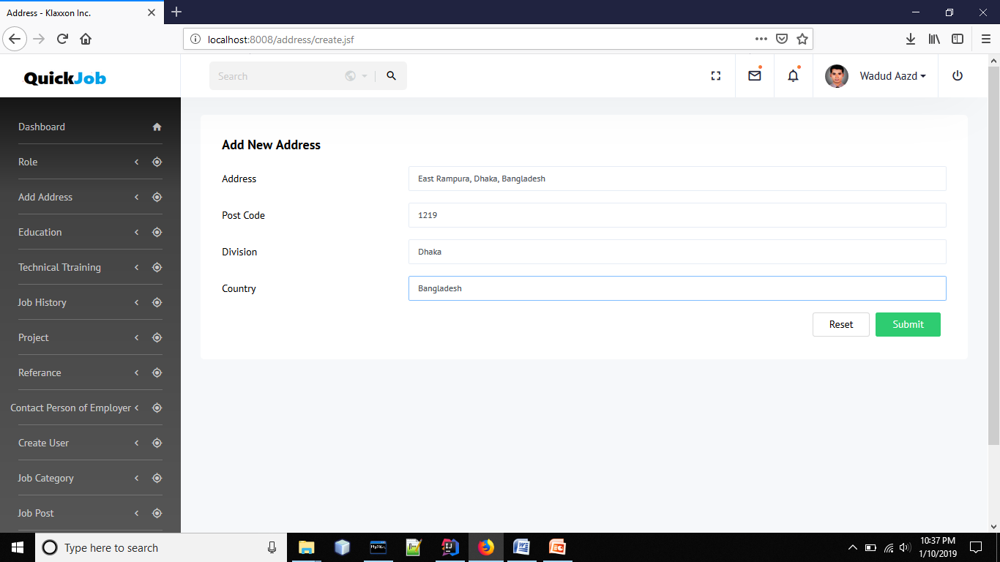 Address - Klaxxon Inc.
localhost:8008/address/create.jsf
QuickJob
Search
Wadud Aazd
Dashboard
Role
Add Address
Education
Technical Ttraining
Job History
Project
Referance
Contact Person of Employer
Create User
Job Category
Job Post
Add New Address
Address
East Rampura, Dhaka, Bangladesh
Post Code
1219
Division
Dhaka
Country
Bangladesh
Reset
Submit
Type here to search
MySQL
IJ
10:37 PM
1/10/2019